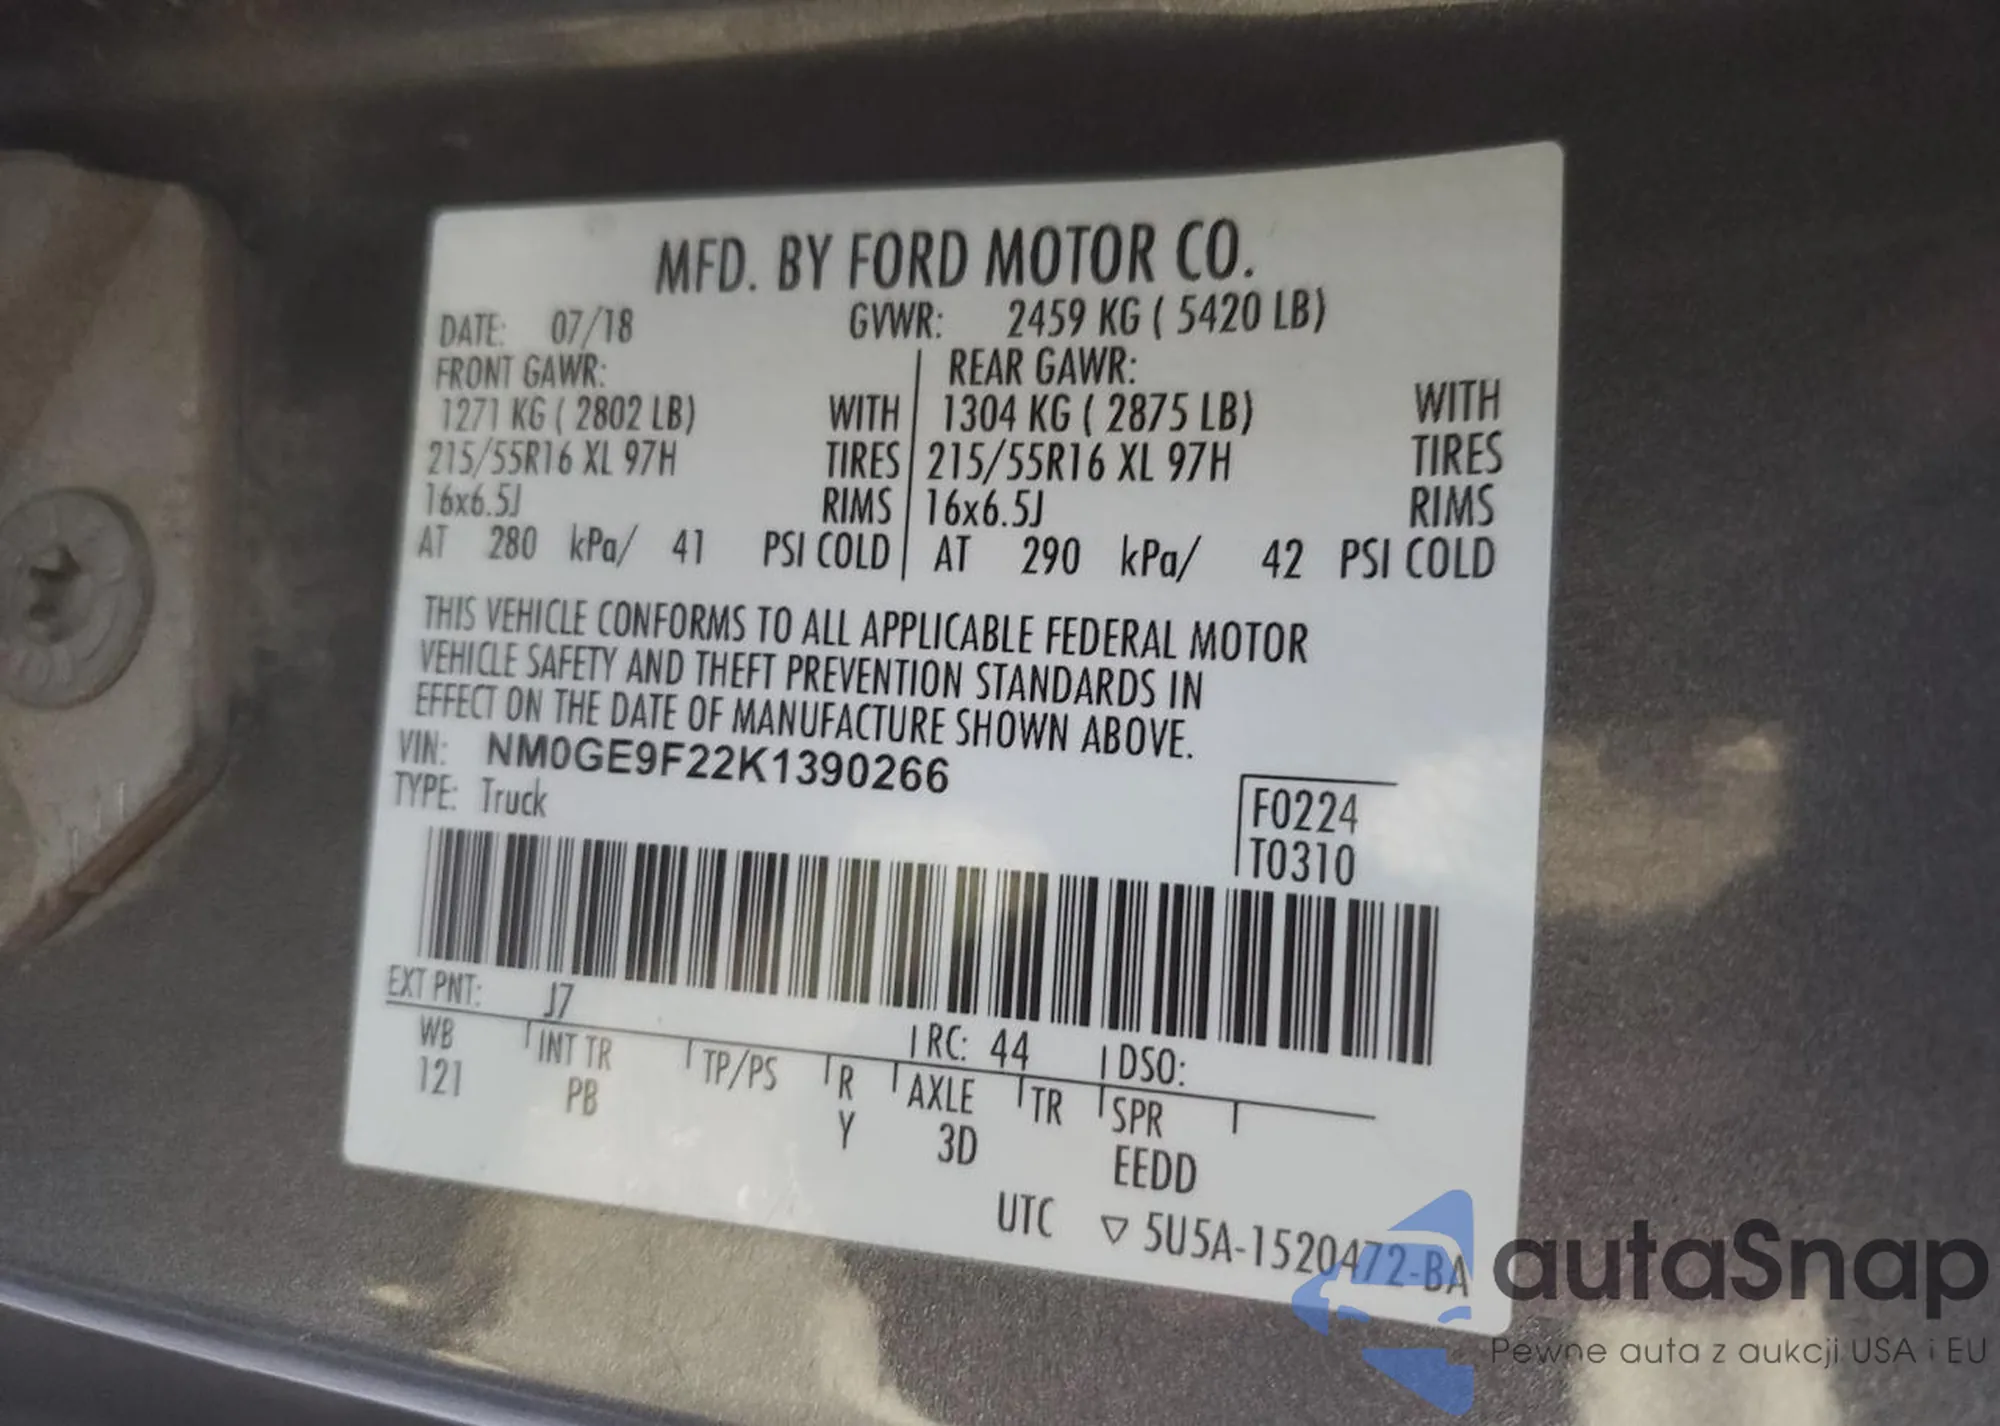 MFD. BY FORD MOTOR CO.
DATE: 07/18 GVWR: 2459 KG ( 5420 LB)
FRONT GAWR: REAR GAWR:
1271 KG ( 2802 LB) WITH 1304 KG ( 2875 LB) WITH
215/55R16 XL 97H TIRES 215/55R16 XL 97H TIRES
16x6.5J RIMS 16x6.5J RIMS
AT 280 kPa/ 41 PSI COLD AT 290 kPa/ 42 PSI COLD
THIS VEHICLE CONFORMS TO ALL APPLICABLE FEDERAL MOTOR
VEHICLE SAFETY AND THEFT PREVENTION STANDARDS IN
EFFECT ON THE DATE OF MANUFACTURE SHOWN ABOVE.
VIN: NM0GE9F22K1390266
TYPE: Truck
F0224
T0310
EXT PNT: J7 RC: 44 DSO:
WB INT TR TP/PS R AXLE TR SPR
121 PB Y 3D EEDD
UTC ▽ 5U5A-1520472-BA
autaSnap
Pewne auta z aukcji USA i EU